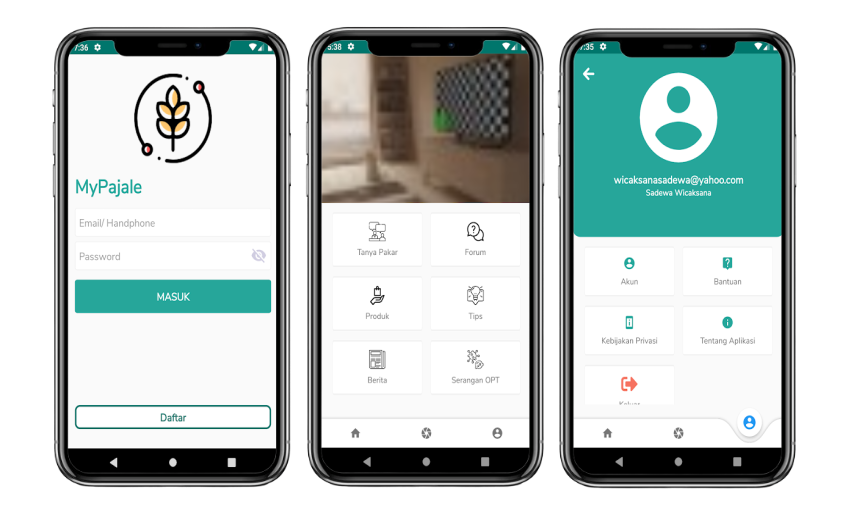 7:36
MyPajale
Email/ Handphone
Password
MASUK
Daftar
5:38
Tanya Pakar
Forum
Produk
Tips
Berita
Serangan OPT
7:35
wicaksanasadewa@yahoo.com
Sadewa Wicaksana
Akun
Bantuan
Kebijakan Privasi
Tentang Aplikasi
Keluar